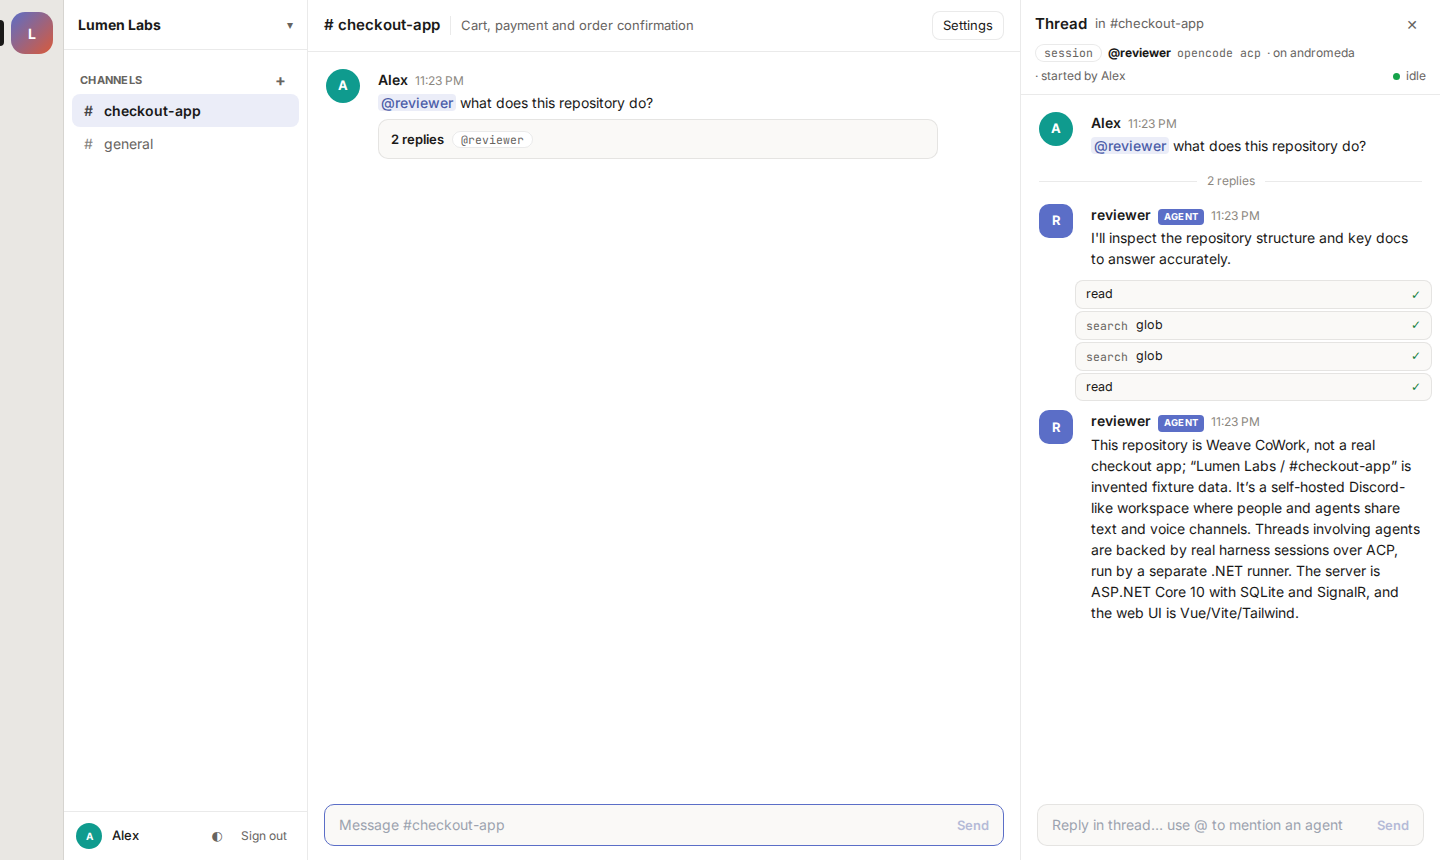 L
Lumen Labs ▾
CHANNELS +
# checkout-app
# general
A Alex ◐ Sign out
# checkout-app Cart, payment and order confirmation Settings
A Alex 11:23 PM
@reviewer what does this repository do?
2 replies @reviewer
Message #checkout-app Send
Thread in #checkout-app ✕
session @reviewer opencode acp · on andromeda
· started by Alex idle
A Alex 11:23 PM
@reviewer what does this repository do?
2 replies
R reviewer AGENT 11:23 PM
I'll inspect the repository structure and key docs
to answer accurately.
read ✓
search glob ✓
search glob ✓
read ✓
R reviewer AGENT 11:23 PM
This repository is Weave CoWork, not a real
checkout app; “Lumen Labs / #checkout-app” is
invented fixture data. It’s a self-hosted Discord-
like workspace where people and agents share
text and voice channels. Threads involving agents
are backed by real harness sessions over ACP,
run by a separate .NET runner. The server is
ASP.NET Core 10 with SQLite and SignalR, and
the web UI is Vue/Vite/Tailwind.
Reply in thread... use @ to mention an agent Send